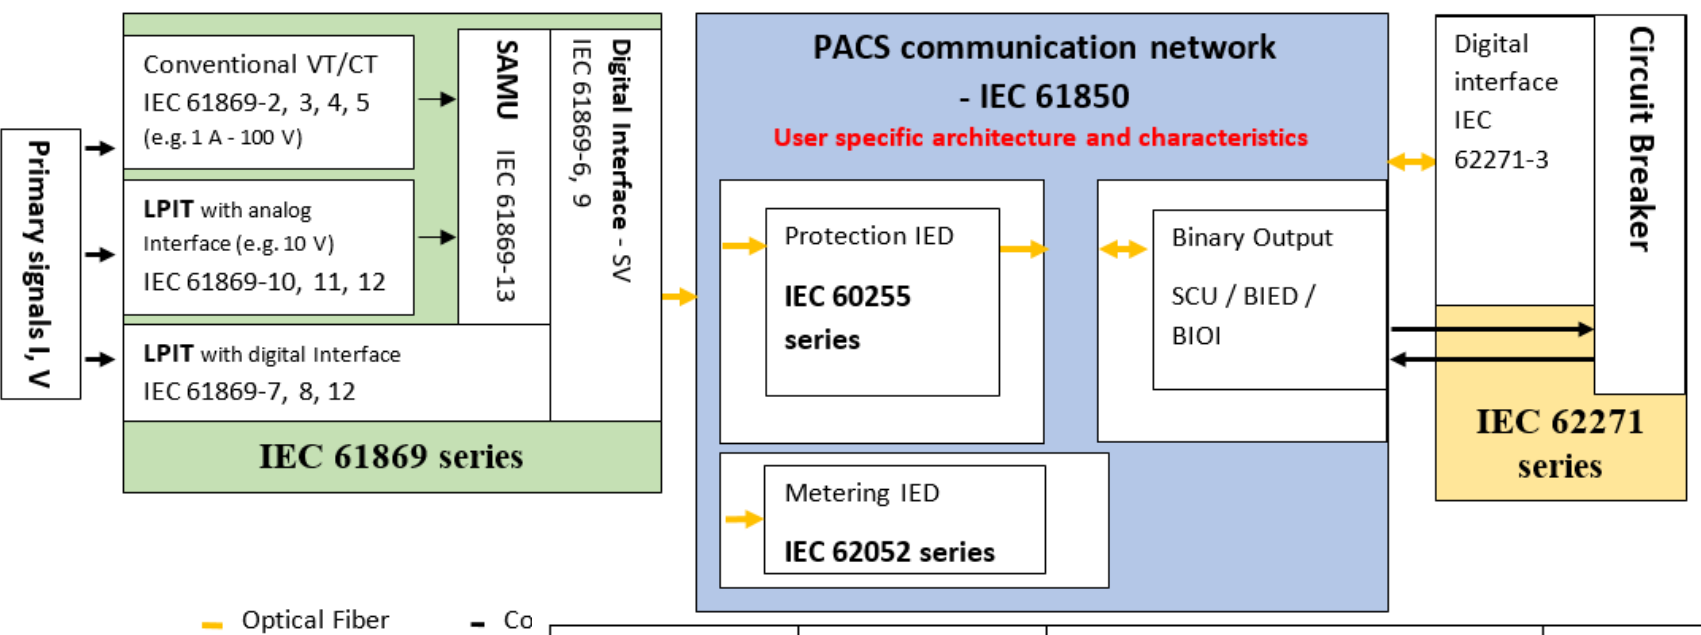 Primary signals I, V
Conventional VT/CT
IEC 61869-2, 3, 4, 5
(e.g. 1 A - 100 V)
LPIT with analog
Interface (e.g. 10 V)
IEC 61869-10, 11, 12
LPIT with digital Interface
IEC 61869-7, 8, 12
SAMU IEC 61869-13
Digital Interface - SV
IEC 61869-6, 9
IEC 61869 series
PACS communication network
- IEC 61850
User specific architecture and characteristics
Protection IED
IEC 60255
series
Binary Output
SCU / BIED /
BIOI
Metering IED
IEC 62052 series
Digital
interface
IEC
62271-3
Circuit Breaker
IEC 62271
series
Optical Fiber
Co